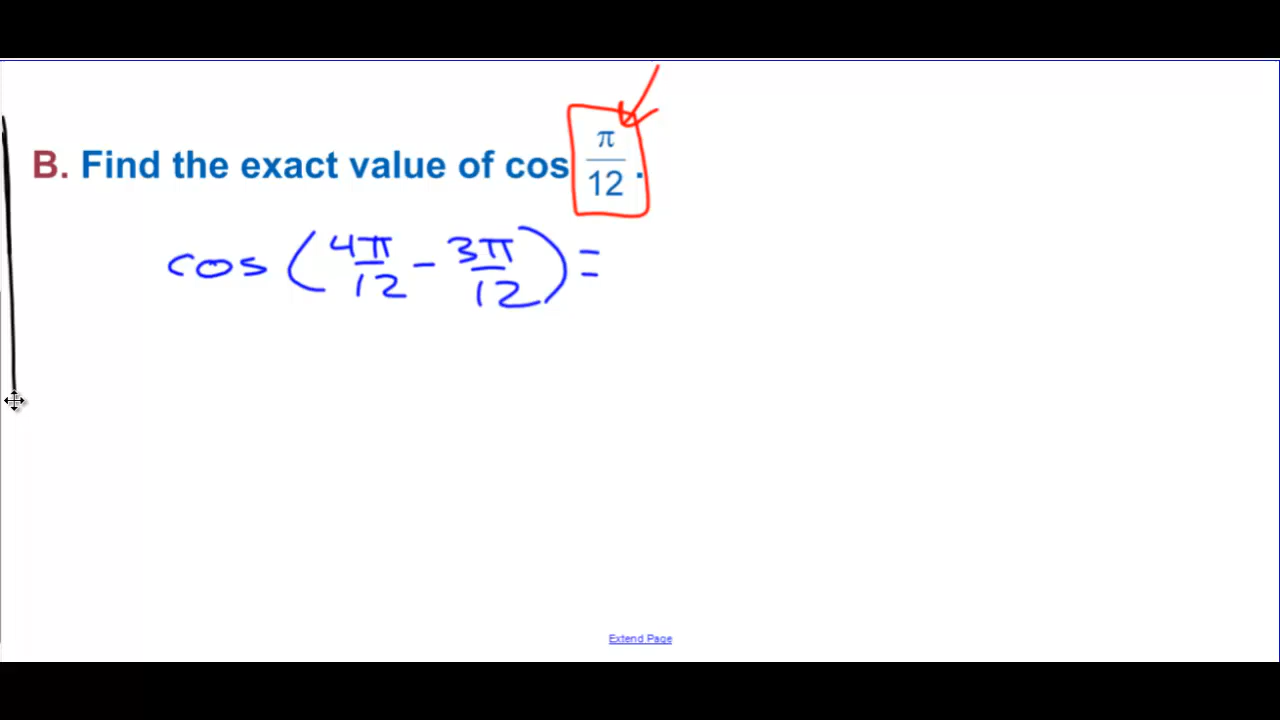 B. Find the exact value of cos π/12.
cos (4π/12 - 3π/12) =
Extend Page